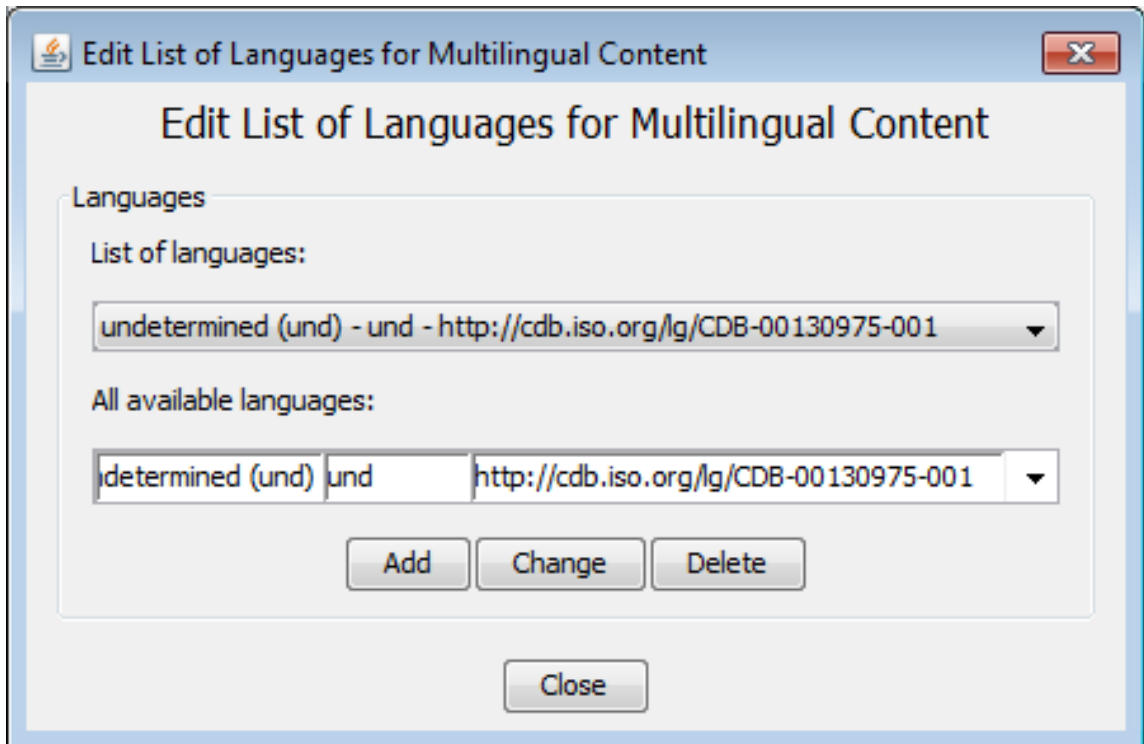 Edit List of Languages for Multilingual Content
Edit List of Languages for Multilingual Content
Languages
List of languages:
undetermined (und) - und - http://cdb.iso.org/lg/CDB-00130975-001
All available languages:
determined (und) und http://cdb.iso.org/lg/CDB-00130975-001
Add Change Delete
Close